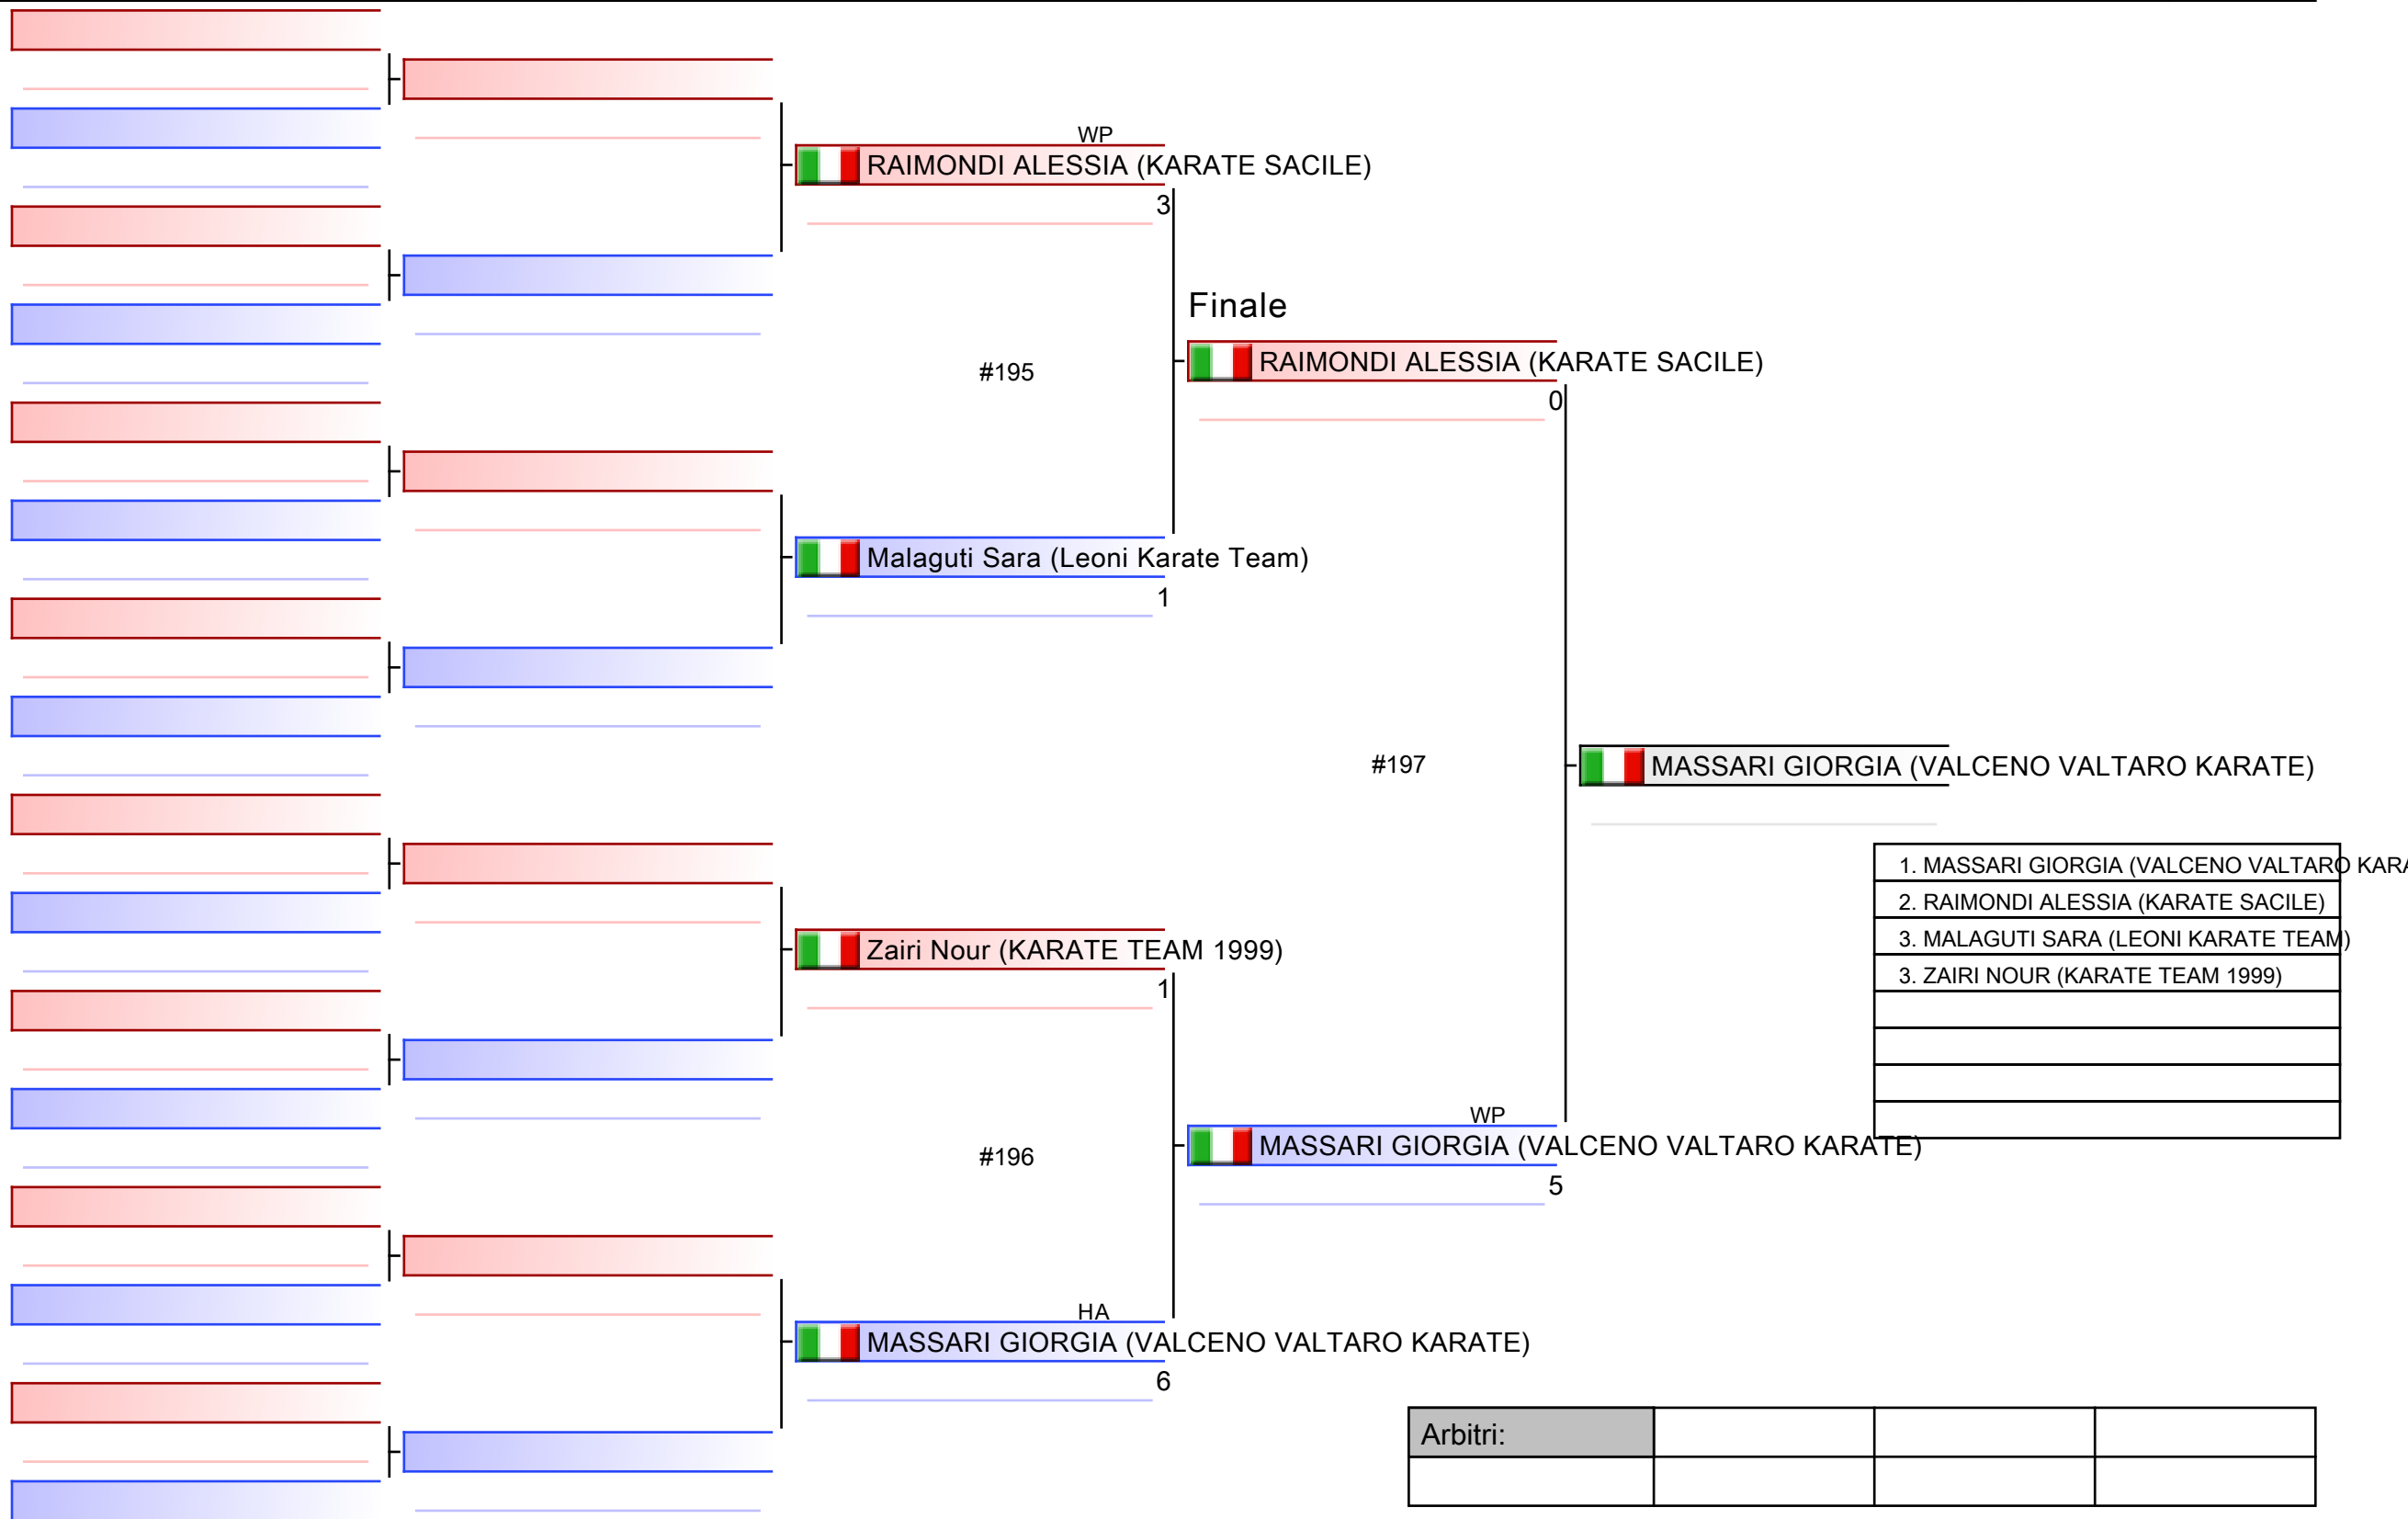 WP
RAIMONDI ALESSIA (KARATE SACILE)
3
Finale
#195
RAIMONDI ALESSIA (KARATE SACILE)
0
Malaguti Sara (Leoni Karate Team)
1
#197
MASSARI GIORGIA (VALCENO VALTARO KARATE)
1. MASSARI GIORGIA (VALCENO VALTARO KARA
2. RAIMONDI ALESSIA (KARATE SACILE)
3. MALAGUTI SARA (LEONI KARATE TEAM)
3. ZAIRI NOUR (KARATE TEAM 1999)
Zairi Nour (KARATE TEAM 1999)
1
WP
#196
MASSARI GIORGIA (VALCENO VALTARO KARATE)
5
HA
MASSARI GIORGIA (VALCENO VALTARO KARATE)
6
Arbitri: